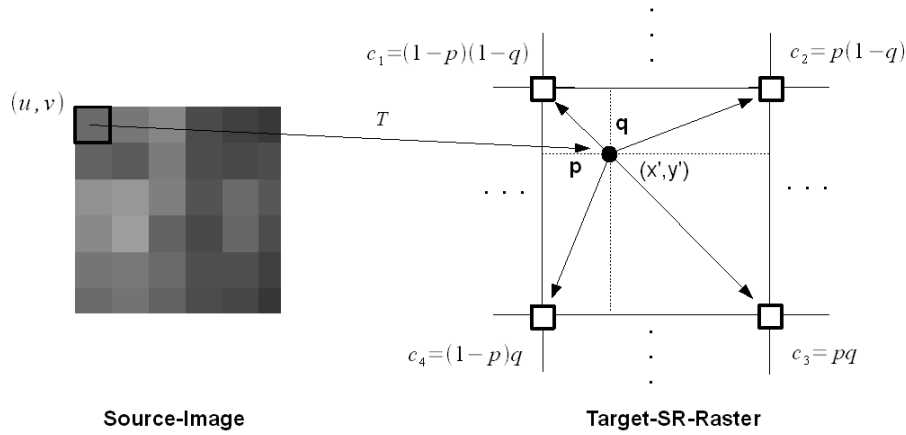 c₁=(1−p)(1−q)
c₂=p(1−q)
(u,v)
T
q
p
(x',y')
. . .
. . .
c₄=(1−p)q
c₃=pq
Source-Image
Target-SR-Raster